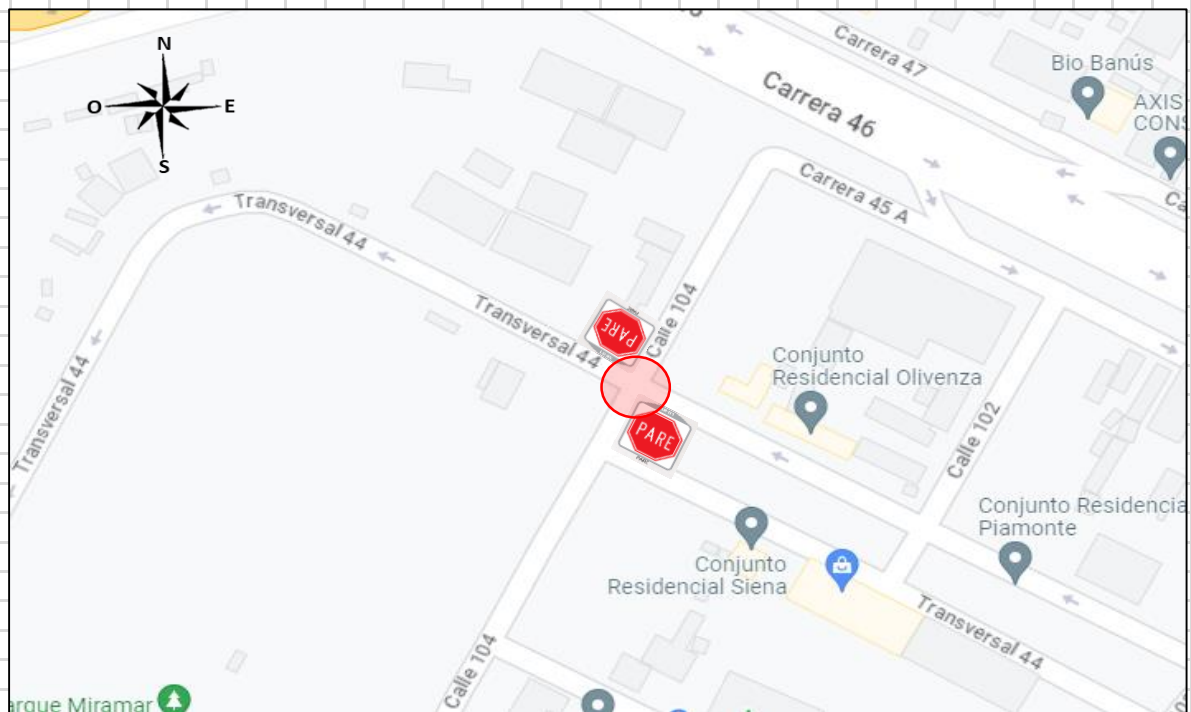 N
O
E
S
Carrera 47
Carrera 46
Bio Banús
AXIS
CONS
Carrera 45 A
Ca
Transversal 44
Transversal 44
Calle 104
PARE
Transversal 44
PARE
Conjunto
Residencial Olivenza
Calle 102
Conjunto Residencia
Piamonte
Conjunto
Residencial Siena
Transversal 44
Calle 104
arque Miramar